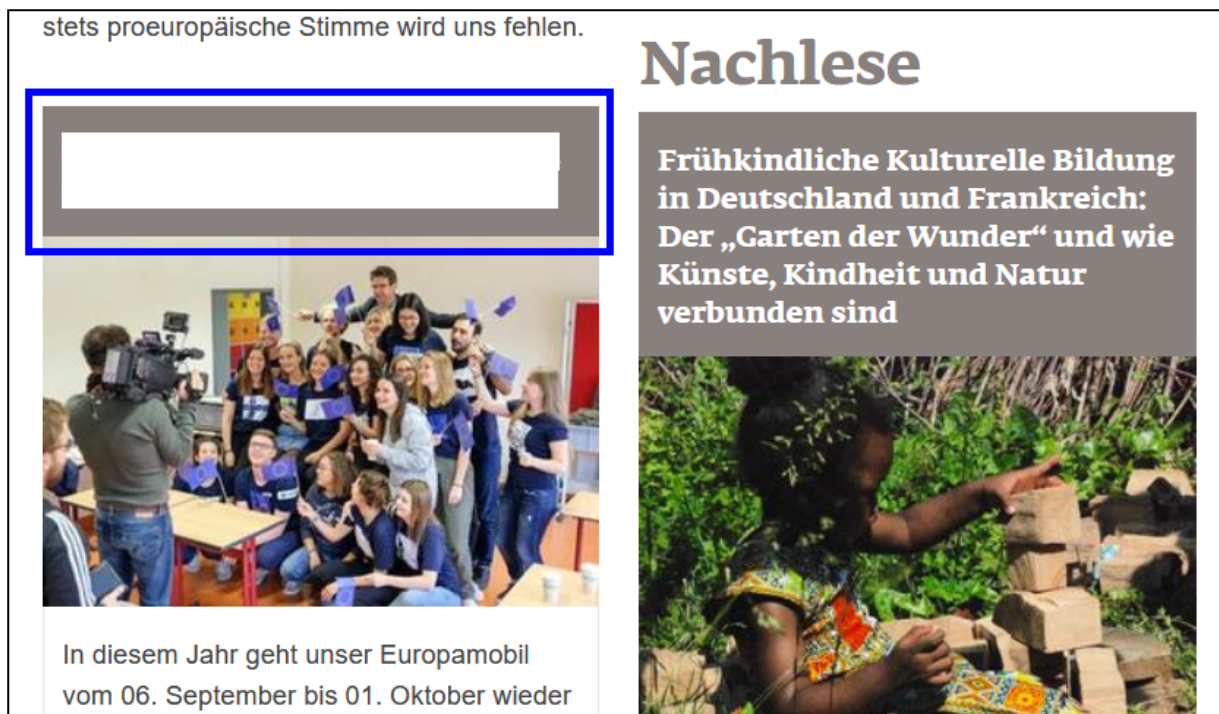 stets proeuropäische Stimme wird uns fehlen.
In diesem Jahr geht unser Europamobil
vom 06. September bis 01. Oktober wieder
Nachlese
Frühkindliche Kulturelle Bildung
in Deutschland und Frankreich:
Der „Garten der Wunder“ und wie
Künste, Kindheit und Natur
verbunden sind